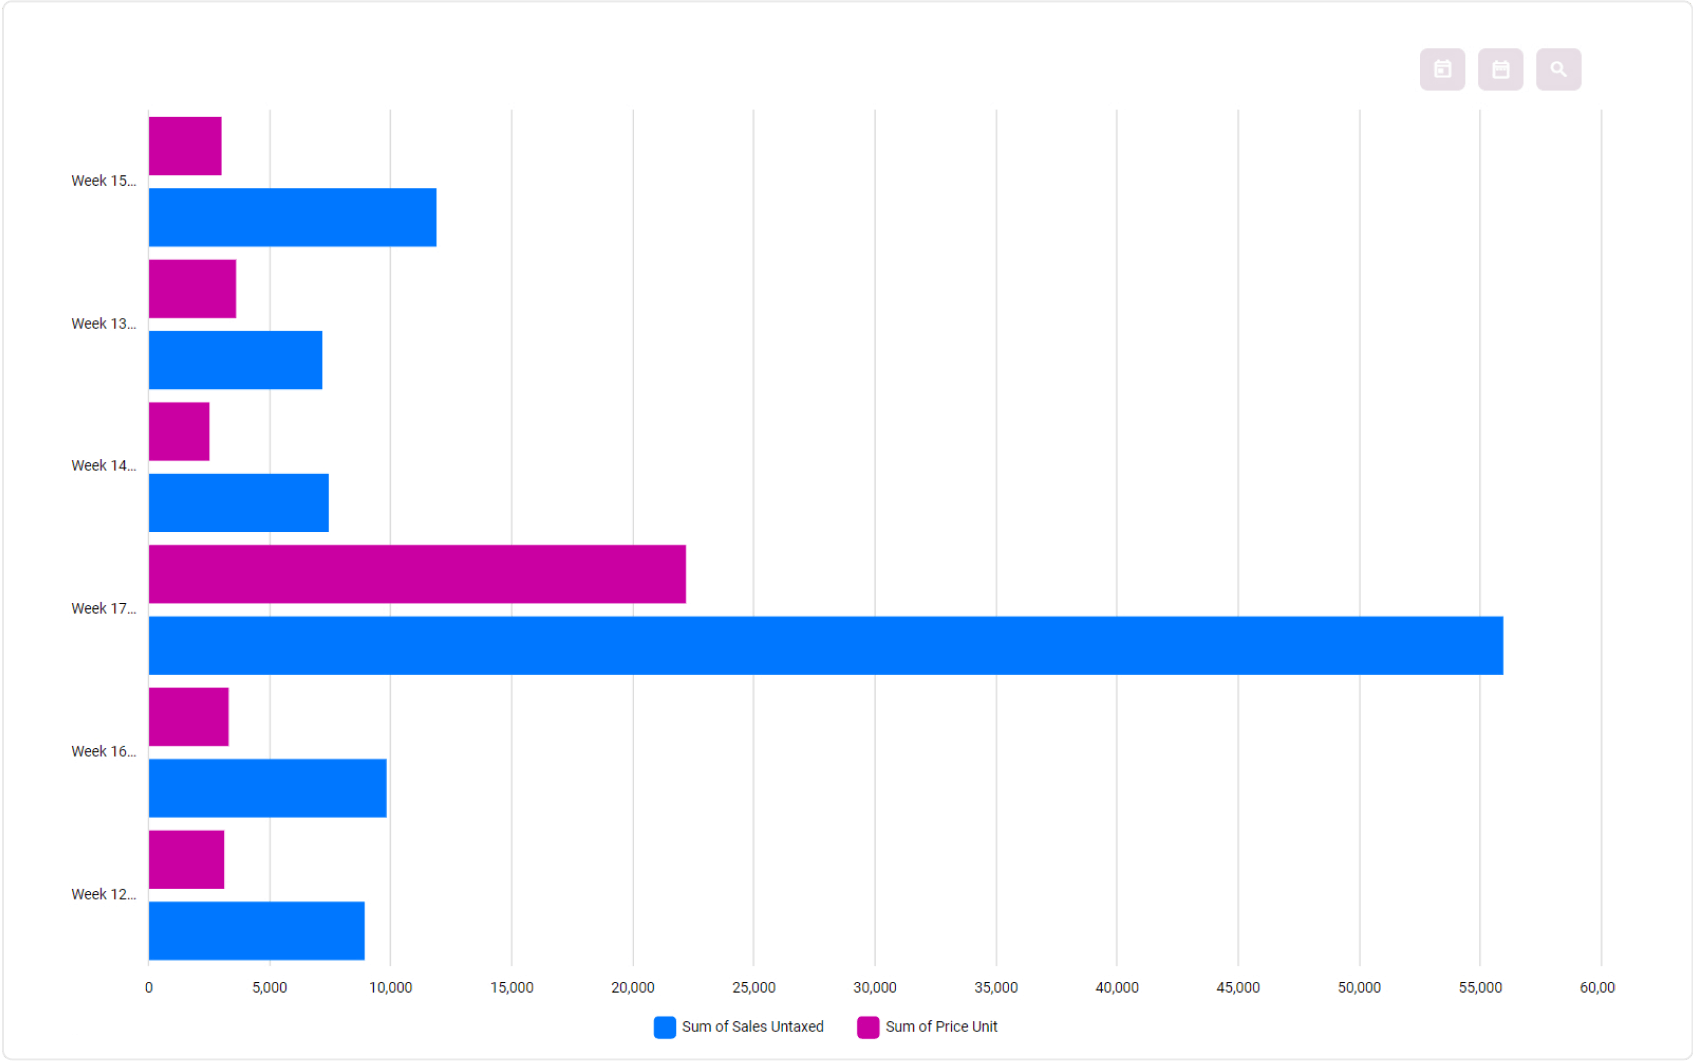 Week 15...
Week 13...
Week 14...
Week 17...
Week 16...
Week 12...
0 5,000 10,000 15,000 20,000 25,000 30,000 35,000 40,000 45,000 50,000 55,000 60,00
Sum of Sales Untaxed Sum of Price Unit